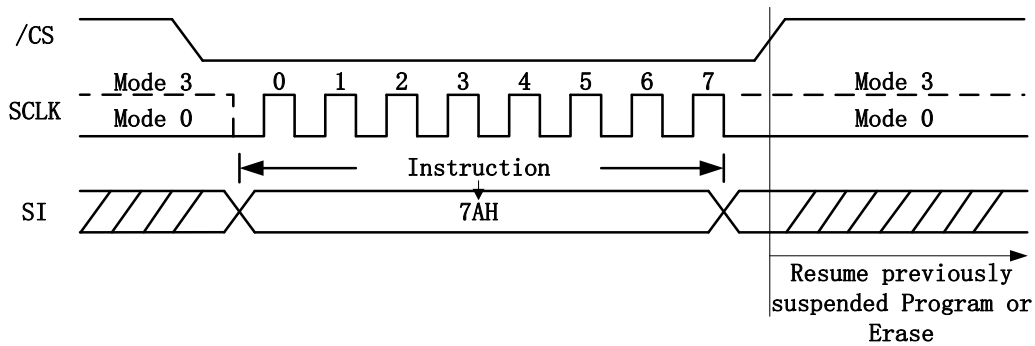 /CS
Mode 3 0 1 2 3 4 5 6 7 Mode 3
SCLK
Mode 0 Mode 0
Instruction
SI
7AH
Resume previously
suspended Program or
Erase